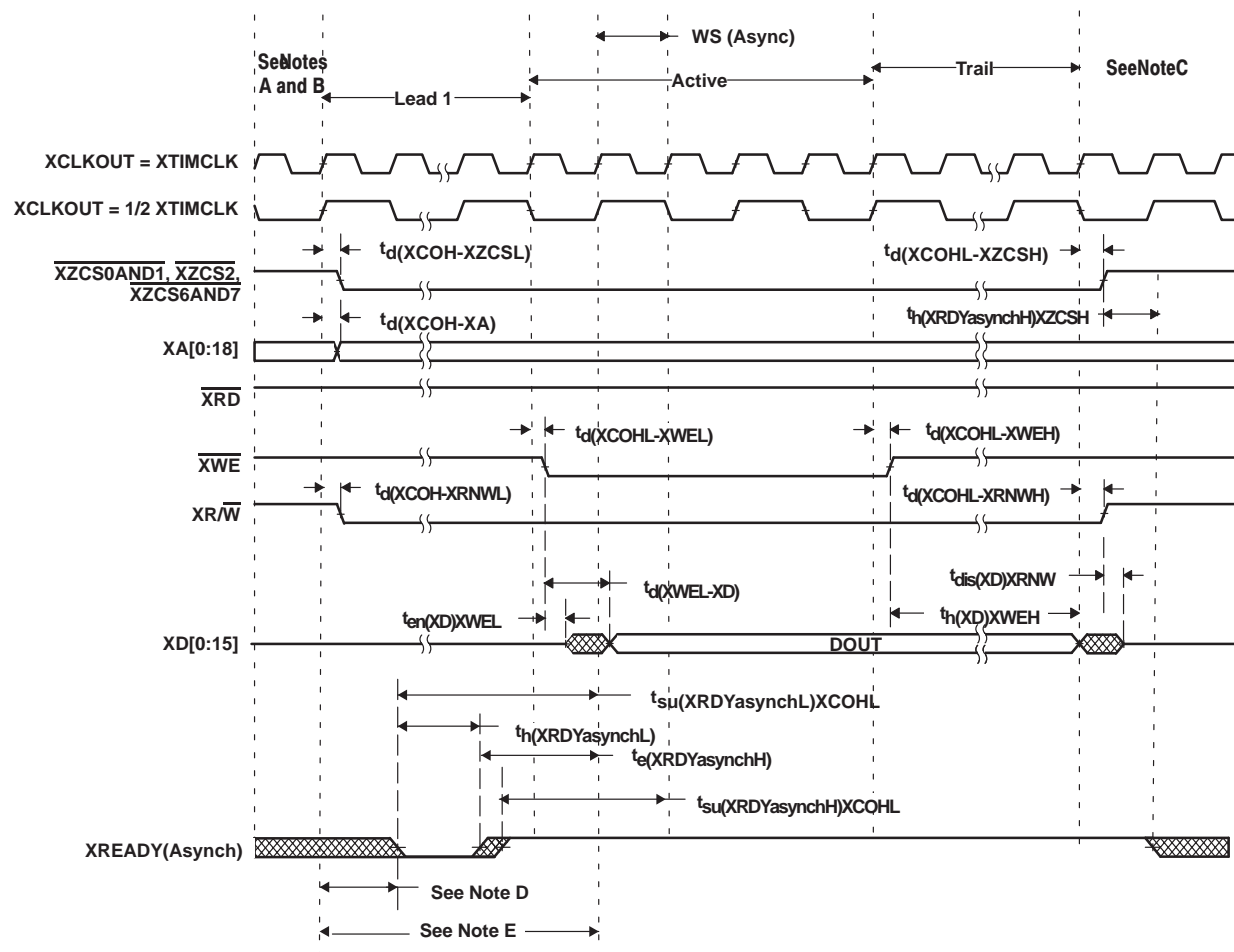 WS (Async)
SeeNotes
A and B
Trail
SeeNoteC
Active
Lead 1
XCLKOUT = XTIMCLK
XCLKOUT = 1/2 XTIMCLK
td(XCOH-XZCSL)
td(XCOHL-XZCSH)
XZCS0AND1, XZCS2,
XZCS6AND7
td(XCOH-XA)
th(XRDYasynchH)XZCSH
XA[0:18]
XRD
td(XCOHL-XWEL)
td(XCOHL-XWEH)
XWE
td(XCOH-XRNWL)
td(XCOHL-XRNWH)
XR/W
tdis(XD)XRNW
td(XWEL-XD)
ten(XD)XWEL
th(XD)XWEH
XD[0:15]
DOUT
tsu(XRDYasynchL)XCOHL
th(XRDYasynchL)
te(XRDYasynchH)
tsu(XRDYasynchH)XCOHL
XREADY(Asynch)
See Note D
See Note E